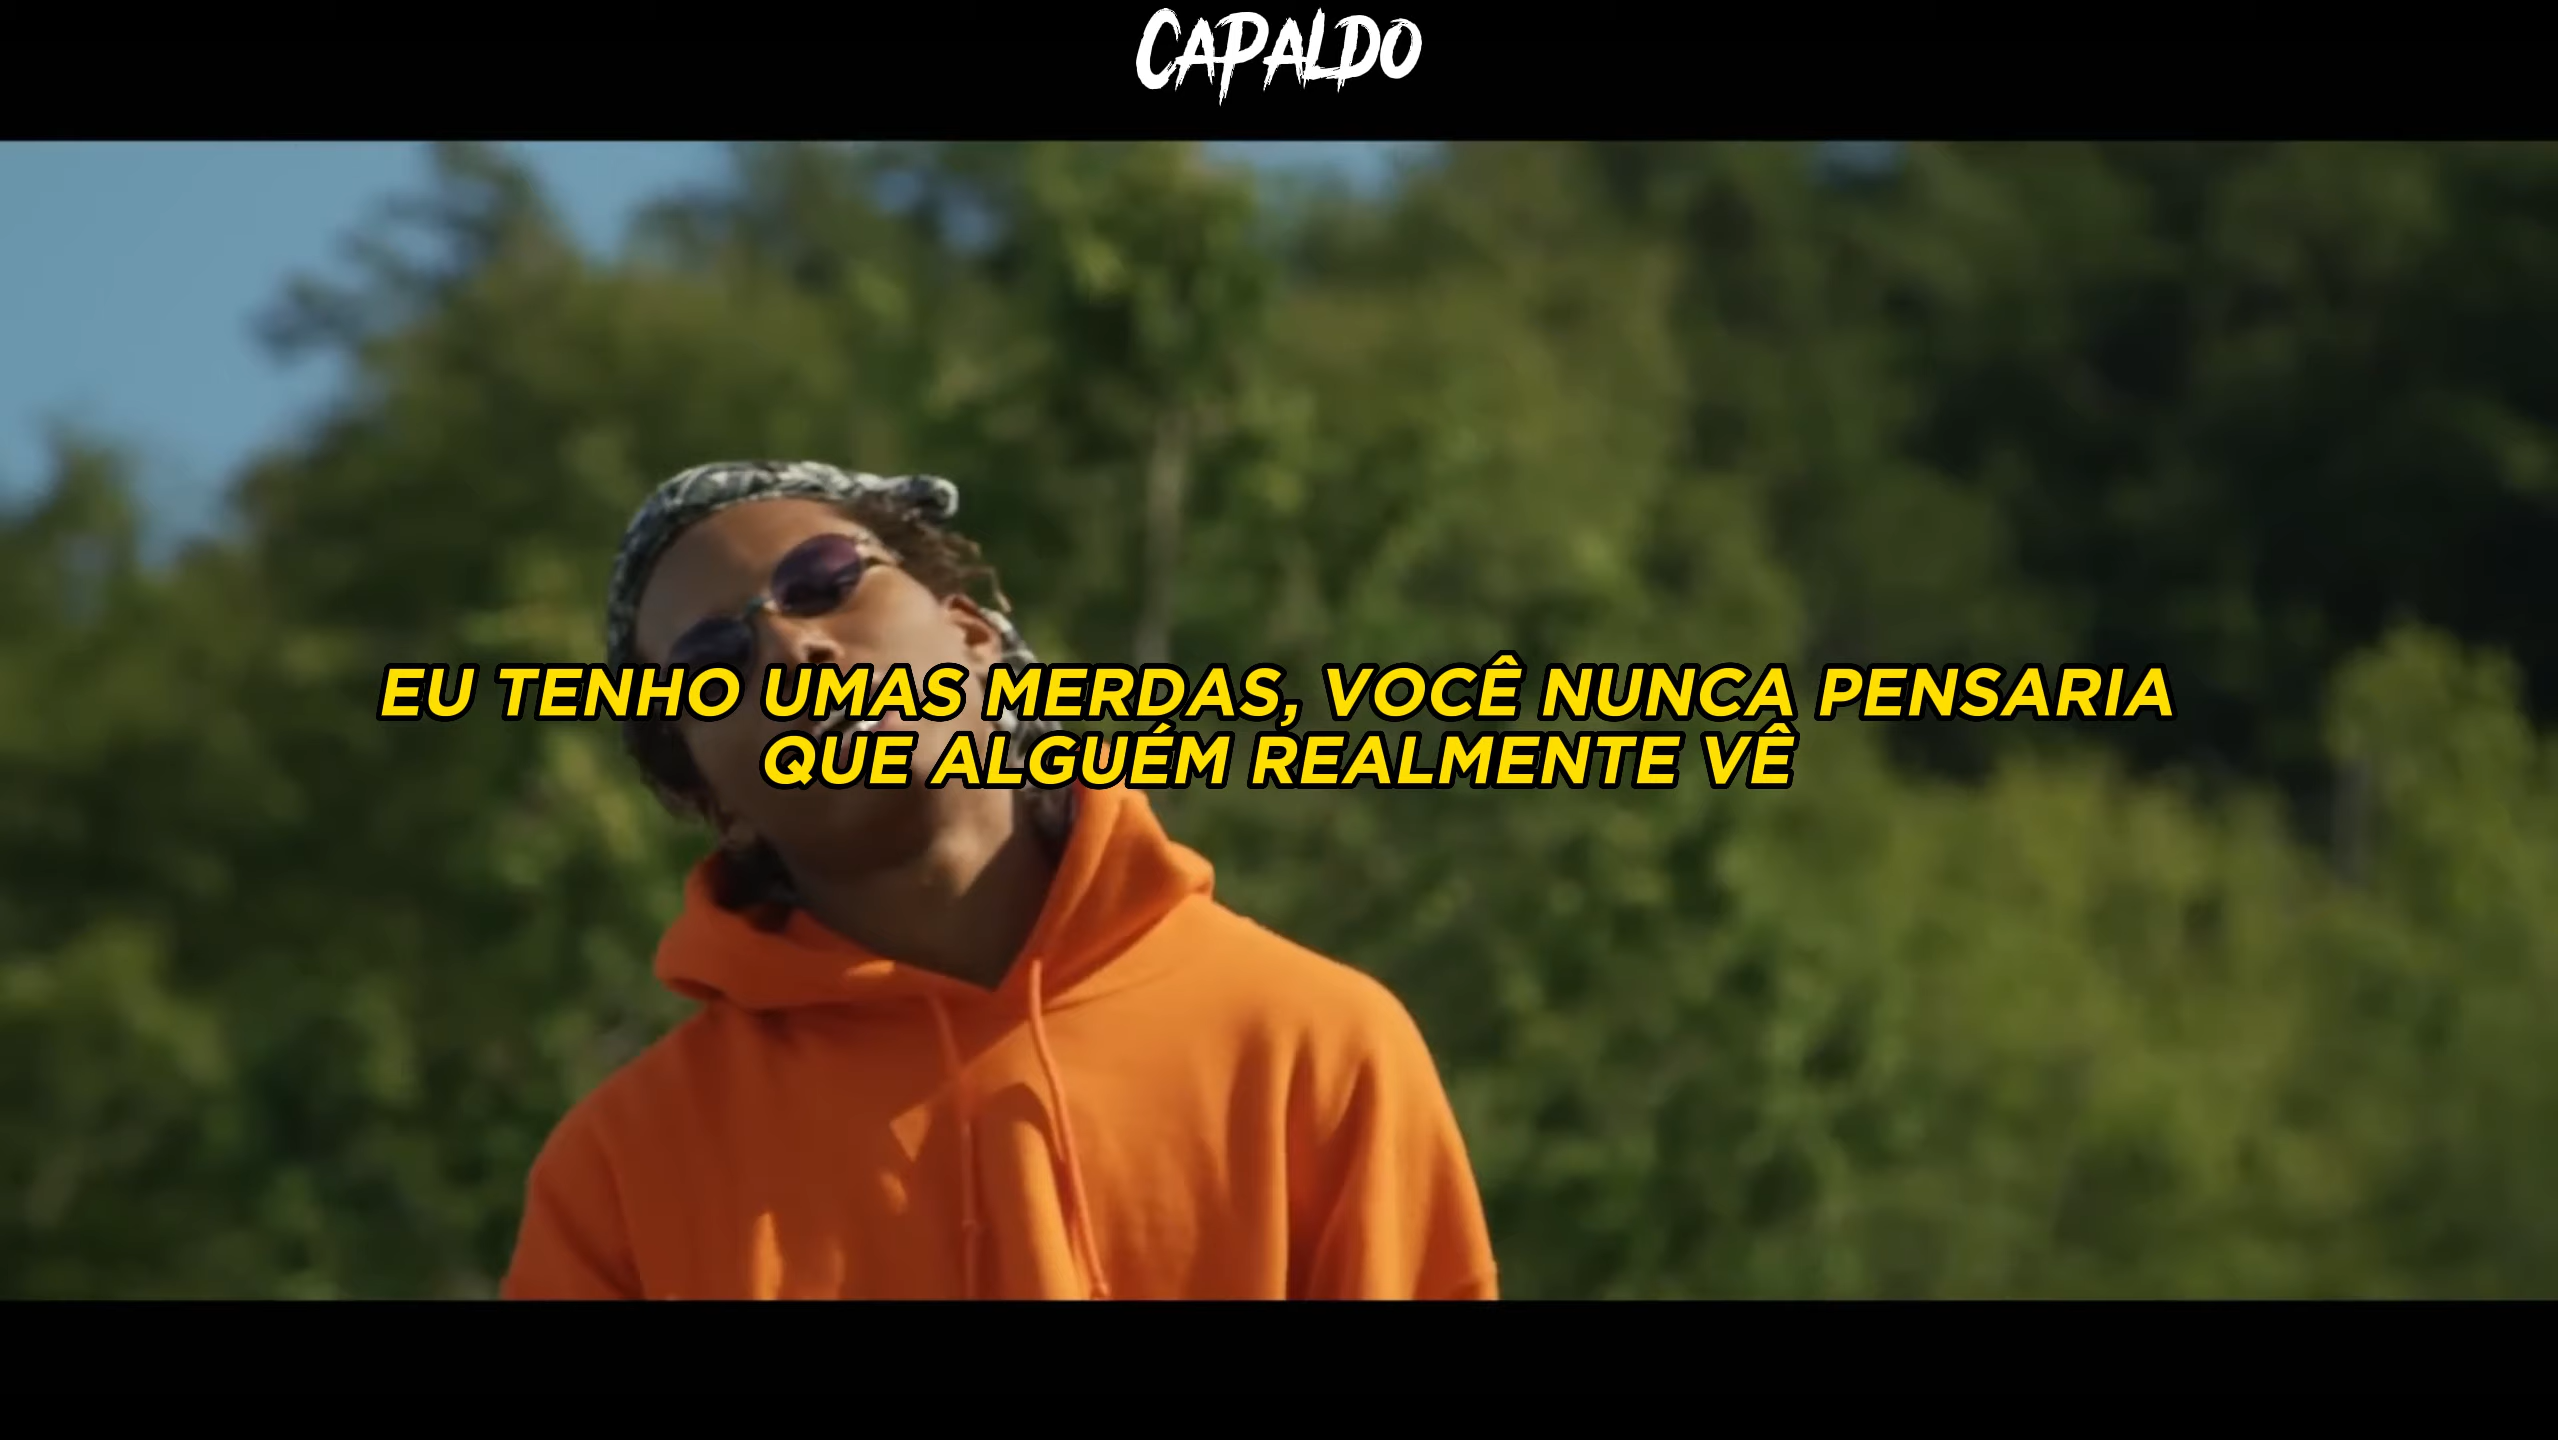 CAPALDO
EU TENHO UMAS MERDAS, VOCÊ NUNCA PENSARIA
QUE ALGUÉM REALMENTE VÊ